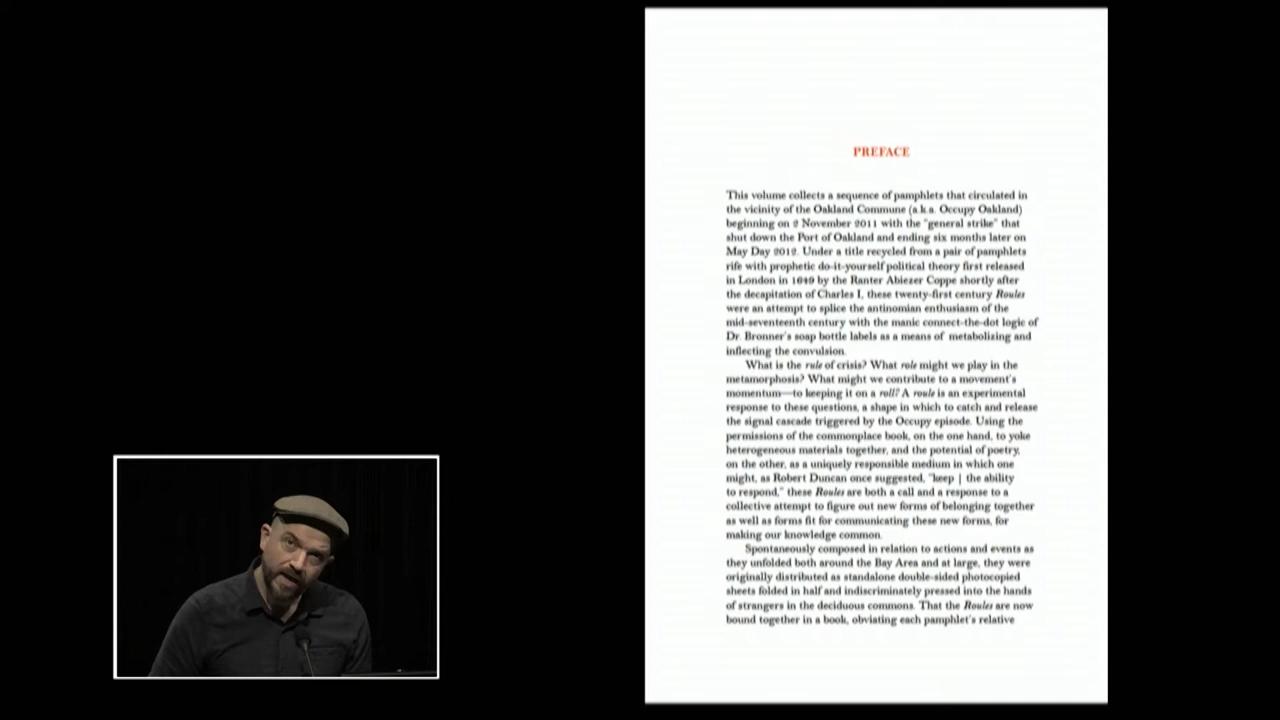 PREFACE
This volume collects a sequence of pamphlets that circulated in
the vicinity of the Oakland Commune (a.k.a. Occupy Oakland)
beginning on 2 November 2011 with the "general strike" that
shut down the Port of Oakland and ending six months later on
May Day 2012. Under a title recycled from a pair of pamphlets
rife with prophetic do-it-yourself political theory first released
in London in 1649 by the Ranter Abiezer Coppe shortly after
the decapitation of Charles I, these twenty-first century Roules
were an attempt to splice the antinomian enthusiasm of the
mid-seventeenth century with the manic connect-the-dot logic of
Dr. Bronner's soap bottle labels as a means of metabolizing and
inflecting the convulsion.
What is the rule of crisis? What role might we play in the
metamorphosis? What might we contribute to a movement's
momentum—to keeping it on a roll? A roule is an experimental
response to these questions, a shape in which to catch and release
the signal cascade triggered by the Occupy episode. Using the
permissions of the commonplace book, on the one hand, to yoke
heterogeneous materials together, and the potential of poetry,
on the other, as a uniquely responsible medium in which one
might, as Robert Duncan once suggested, "keep | the ability
to respond," these Roules are both a call and a response to a
collective attempt to figure out new forms of belonging together
as well as forms fit for communicating these new forms, for
making our knowledge common.
Spontaneously composed in relation to actions and events as
they unfolded both around the Bay Area and at large, they were
originally distributed as standalone double-sided photocopied
sheets folded in half and indiscriminately pressed into the hands
of strangers in the deciduous commons. That the Roules are now
bound together in a book, obviating each pamphlet's relative